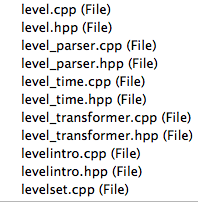 level.cpp (File)
level.hpp (File)
level_parser.cpp (File)
level_parser.hpp (File)
level_time.cpp (File)
level_time.hpp (File)
level_transformer.cpp (File)
level_transformer.hpp (File)
levelintro.cpp (File)
levelintro.hpp (File)
levelset.cpp (File)